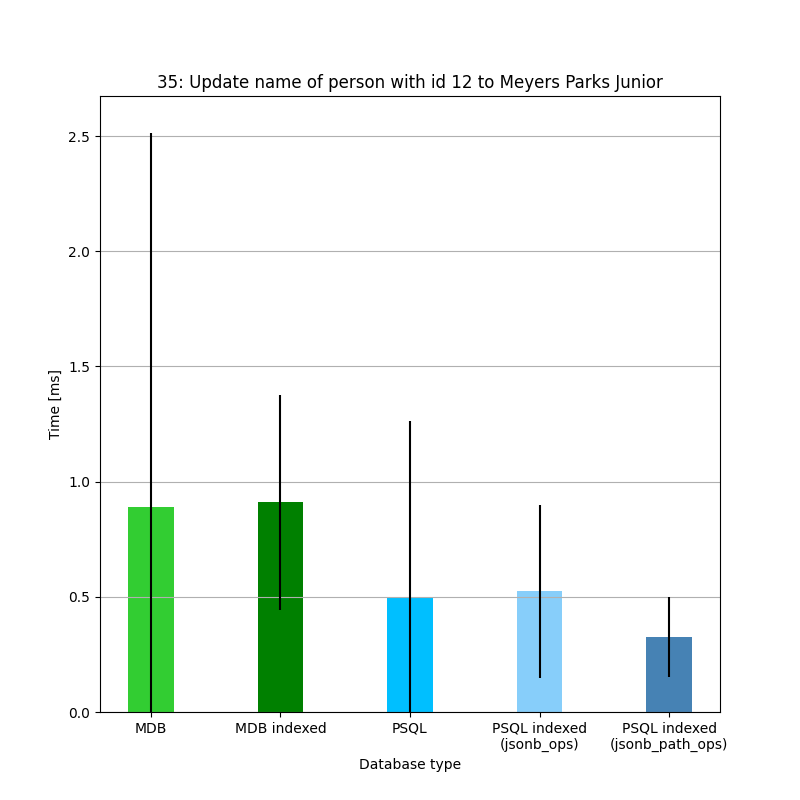 35: Update name of person with id 12 to Meyers Parks Junior
2.5
2.0
1.5
1.0
0.5
0.0
Time [ms]
MDB
MDB indexed
PSQL
PSQL indexed
(jsonb_ops)
PSQL indexed
(jsonb_path_ops)
Database type